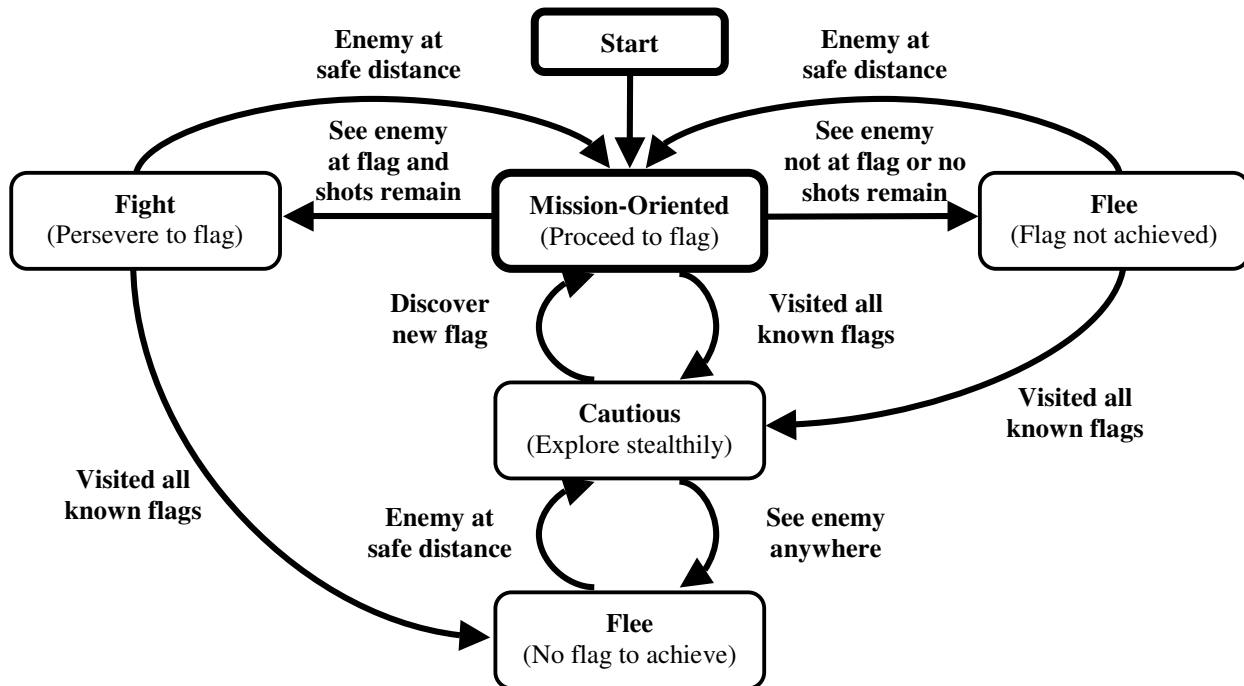 Enemy at
safe distance
Start
Enemy at
safe distance
See enemy
at flag and
shots remain
See enemy
not at flag or no
shots remain
Fight
(Persevere to flag)
Mission-Oriented
(Proceed to flag)
Flee
(Flag not achieved)
Discover
new flag
Visited all
known flags
Cautious
(Explore stealthily)
Visited all
known flags
Visited all
known flags
Enemy at
safe distance
See enemy
anywhere
Flee
(No flag to achieve)